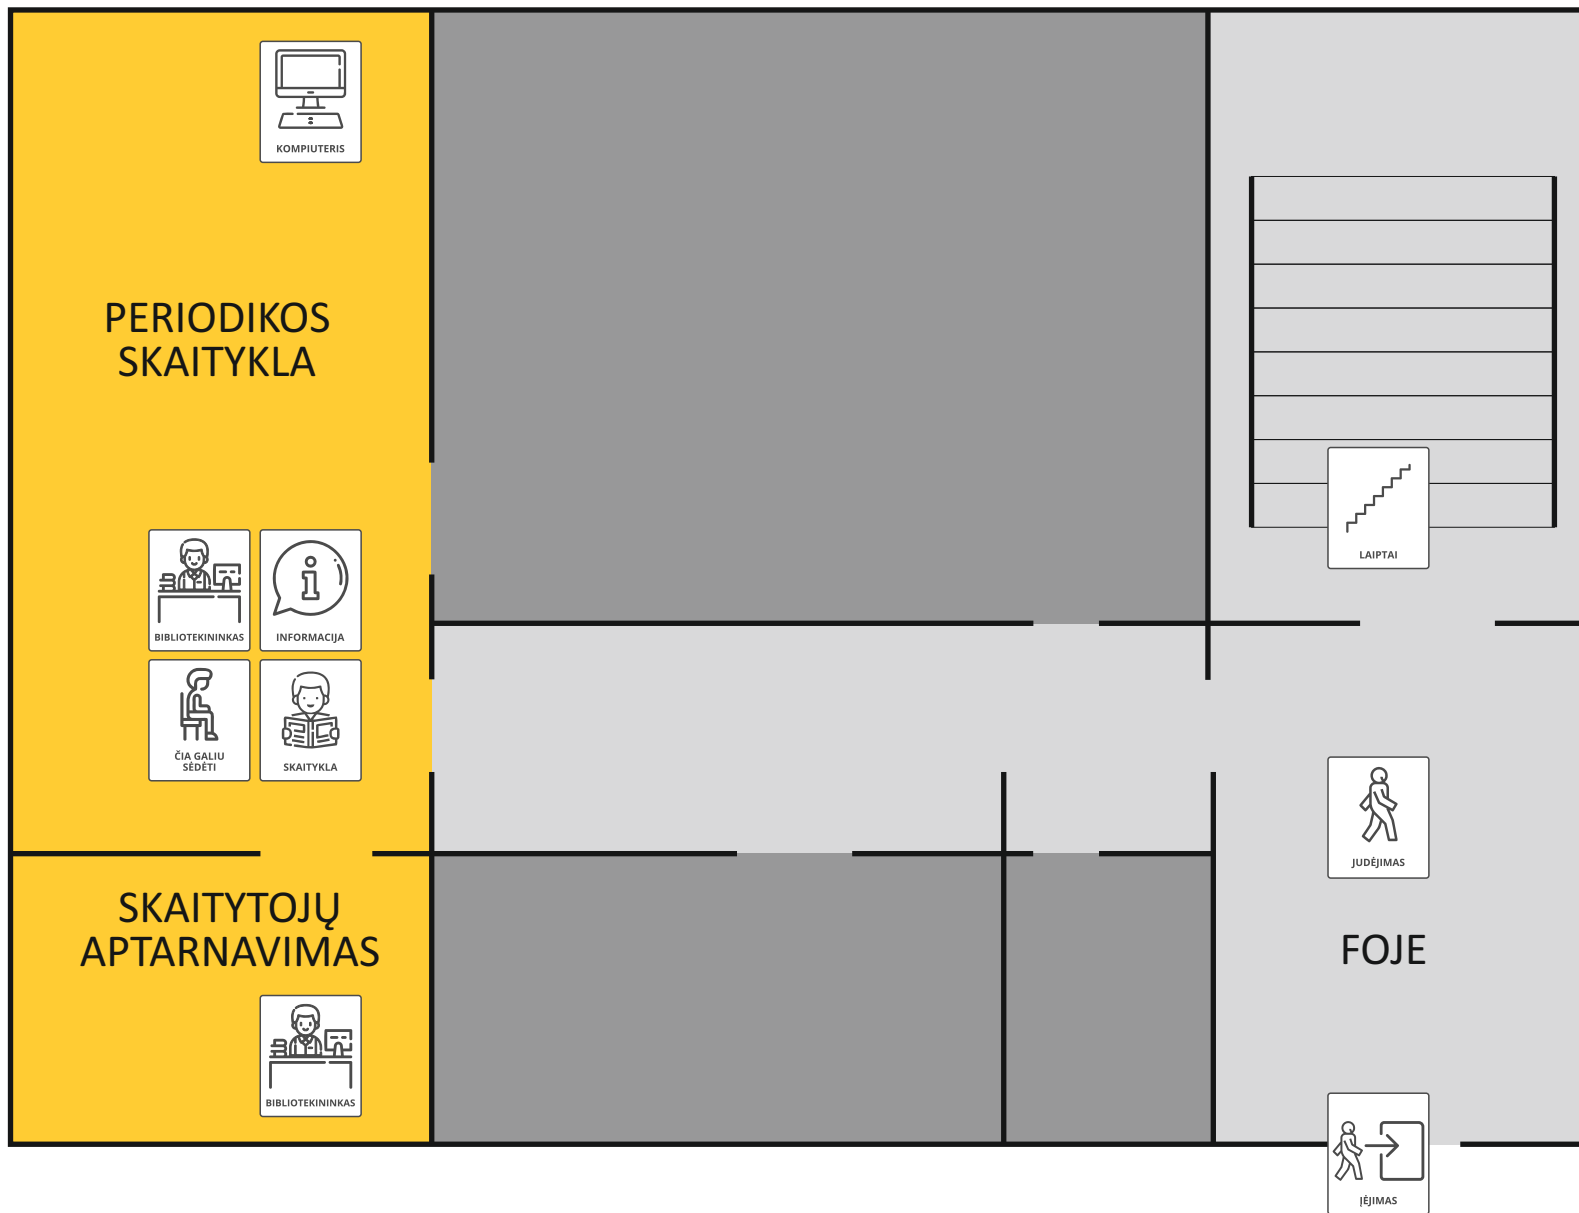 KOMPIUTERIS
PERIODIKOS
SKAITYKLA
LAIPTAI
BIBLIOTEKININKAS
INFORMACIJA
ČIA GALIU
SĖDĖTI
SKAITYKLA
JUDĖJIMAS
SKAITYTOJŲ
APTARNAVIMAS
FOJE
BIBLIOTEKININKAS
ĮĖJIMAS